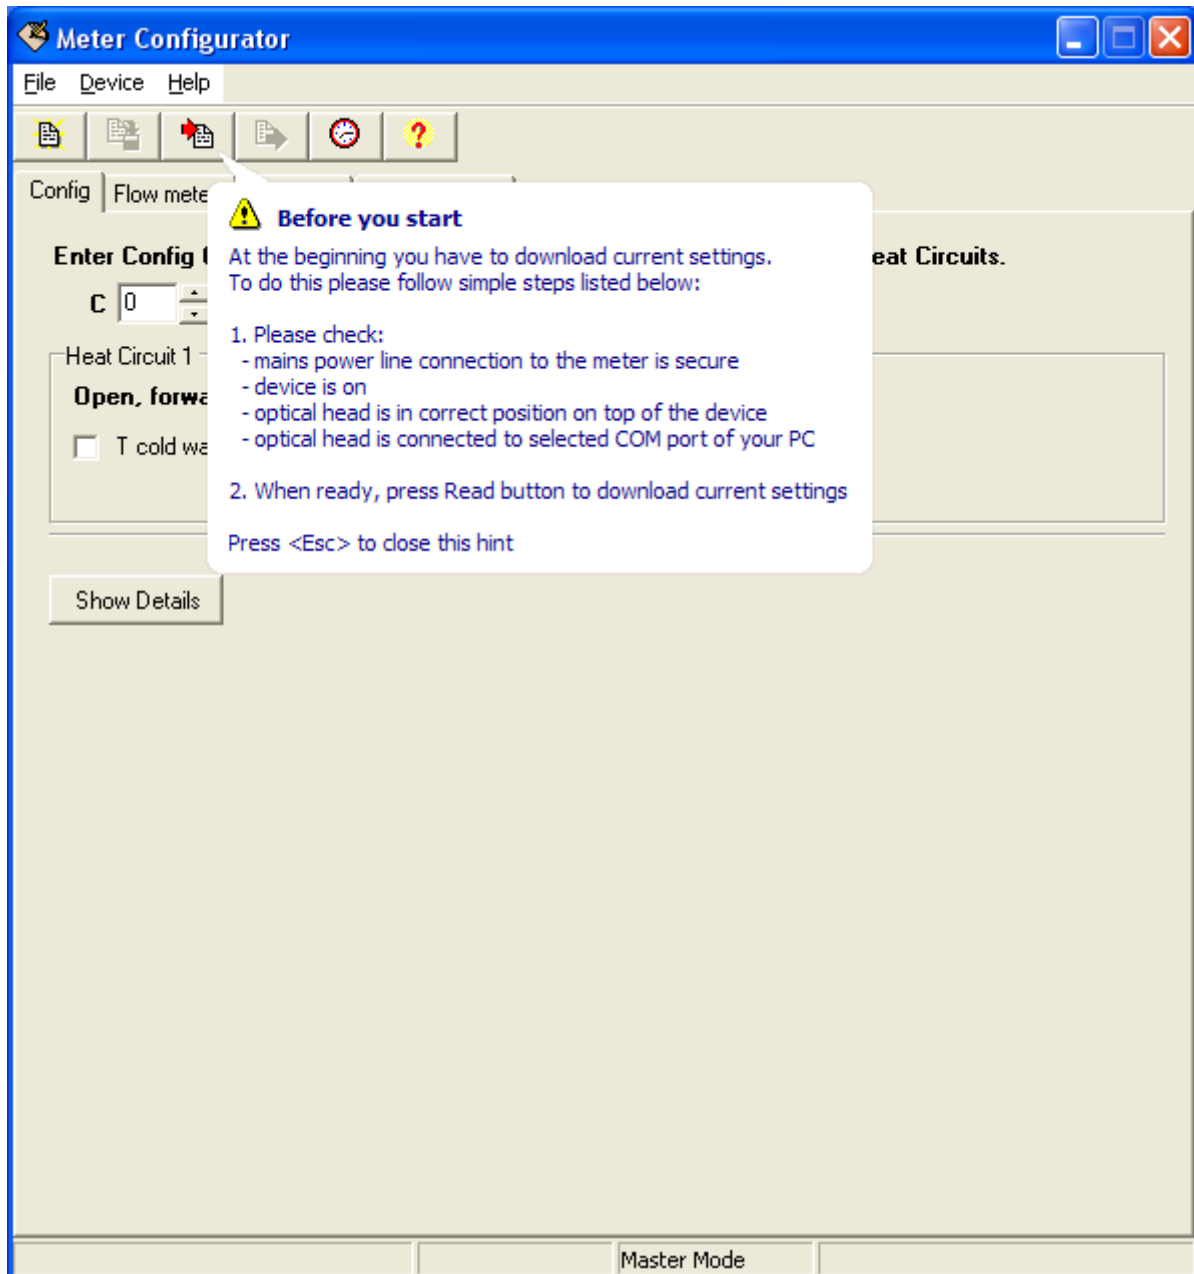 Meter Configurator
File Device Help
Config Flow mete
Before you start
At the beginning you have to download current settings.
To do this please follow simple steps listed below:
1. Please check:
- mains power line connection to the meter is secure
- device is on
- optical head is in correct position on top of the device
- optical head is connected to selected COM port of your PC
2. When ready, press Read button to download current settings
Press <Esc> to close this hint
Enter Config eat Circuits.
C 0
Heat Circuit 1
Open, forwa
T cold wa
Show Details
Master Mode